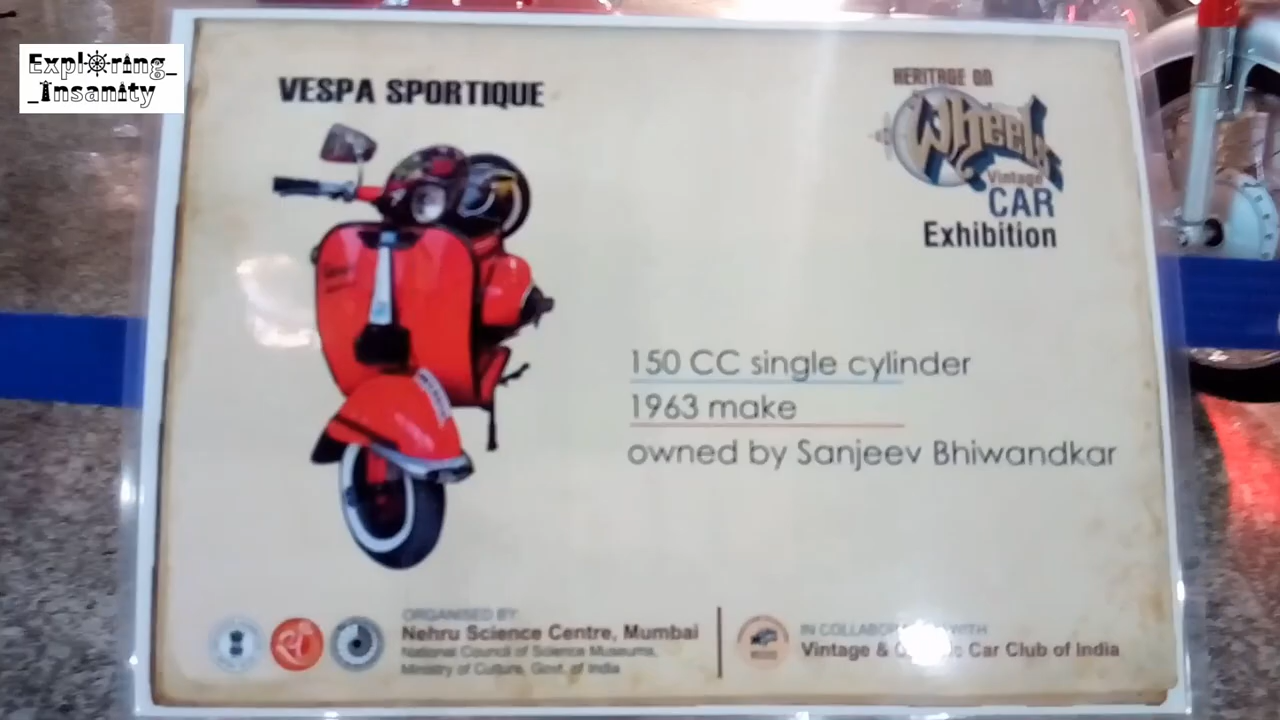 Exploring_
_Insanity
VESPA SPORTIQUE
HERITAGE ON
Wheels
Vintage
CAR
Exhibition
150 CC single cylinder
1963 make
owned by Sanjeev Bhiwandkar
ORGANISED BY
Nehru Science Centre, Mumbai
National Council of Science Museums,
Ministry of Culture, Govt. of India
IN WITH
Vintage & Car Club of India